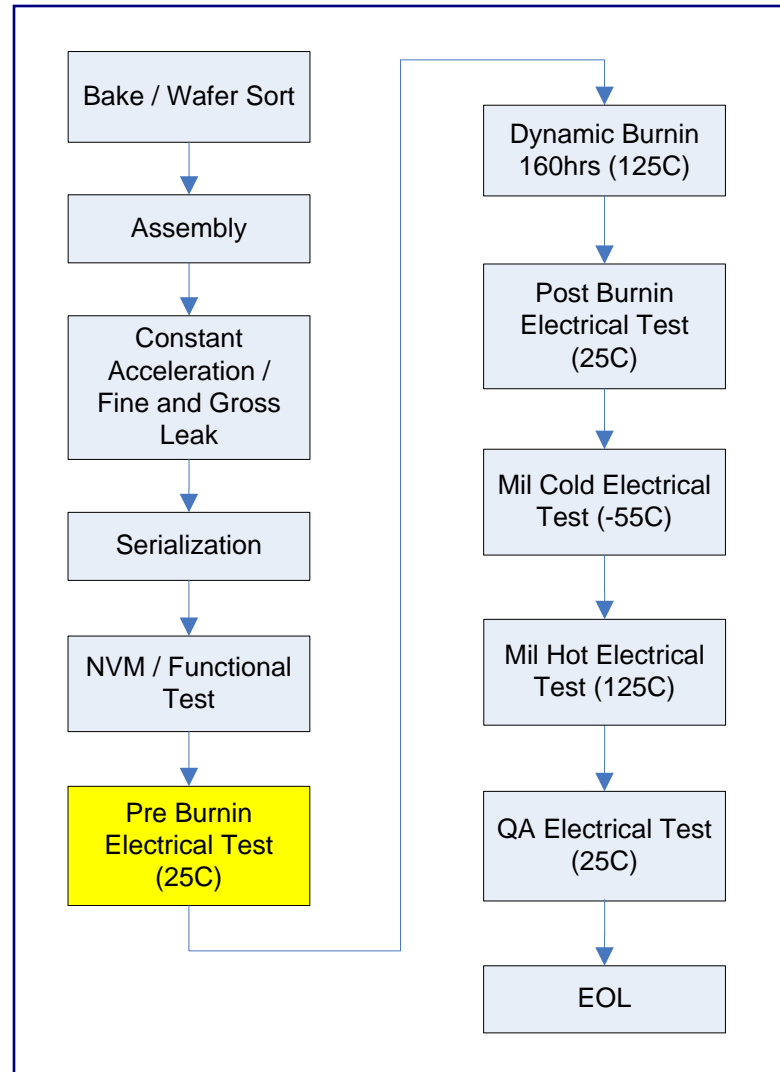 Bake / Wafer Sort
Assembly
Constant
Acceleration /
Fine and Gross
Leak
Serialization
NVM / Functional
Test
Pre Burnin
Electrical Test
(25C)
Dynamic Burnin
160hrs (125C)
Post Burnin
Electrical Test
(25C)
Mil Cold Electrical
Test (-55C)
Mil Hot Electrical
Test (125C)
QA Electrical Test
(25C)
EOL